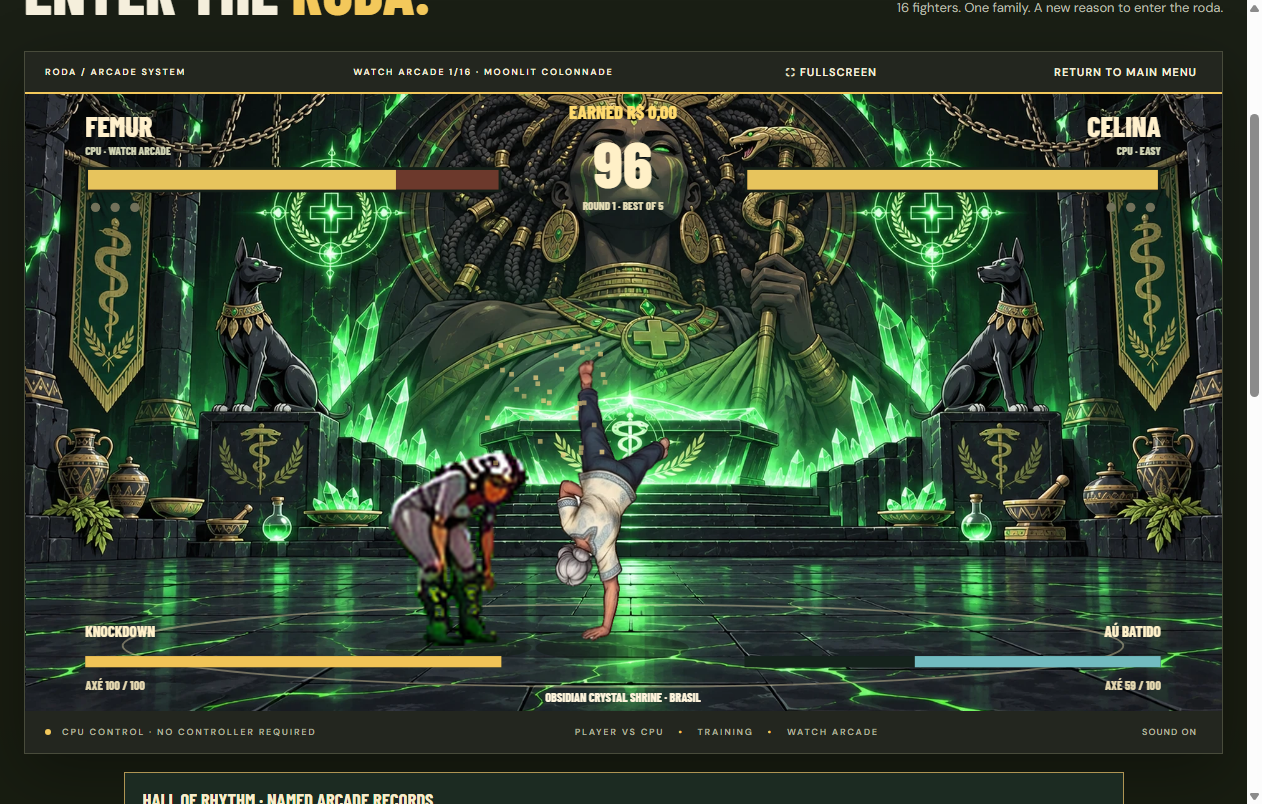 ENTER THE RODA.
16 fighters. One family. A new reason to enter the roda.
RODA / ARCADE SYSTEM
WATCH ARCADE 1/16 · MOONLIT COLONNADE
FULLSCREEN
RETURN TO MAIN MENU
EARNED R$ 0,00
FEMUR
CPU · WATCH ARCADE
96
ROUND 1 · BEST OF 5
CELINA
CPU · EASY
KNOCKDOWN
AXÉ 100 / 100
AÚ BATIDO
AXÉ 59 / 100
OBSIDIAN CRYSTAL SHRINE · BRASIL
CPU CONTROL · NO CONTROLLER REQUIRED
PLAYER VS CPU • TRAINING • WATCH ARCADE
SOUND ON
HALL OF RHYTHM · NAMED ARCADE RECORDS